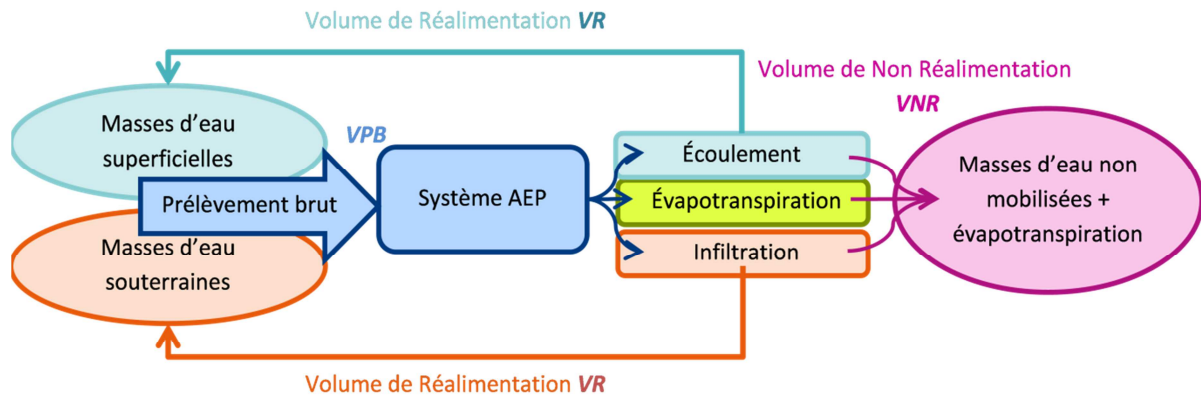 Volume de Réalimentation VR
Volume de Non Réalimentation
VNR
Masses d'eau
superficielles
VPB
Prélèvement brut
Système AEP
Écoulement
Évapotranspiration
Infiltration
Masses d'eau non
mobilisées +
évapotranspiration
Masses d'eau
souterraines
Volume de Réalimentation VR